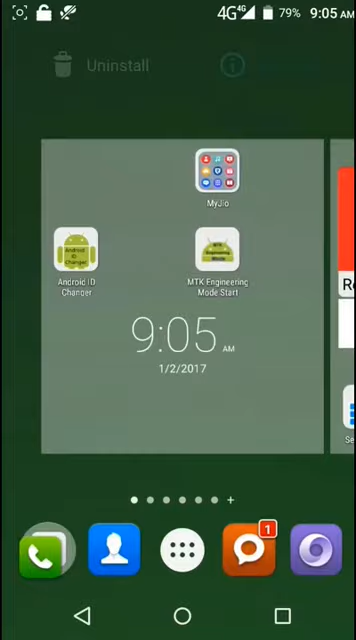 4G 4G 79% 9:05 AM
Uninstall
MyJio
Android ID
Changer
MTK Engineering
Mode Start
9:05 AM
1/2/2017
1